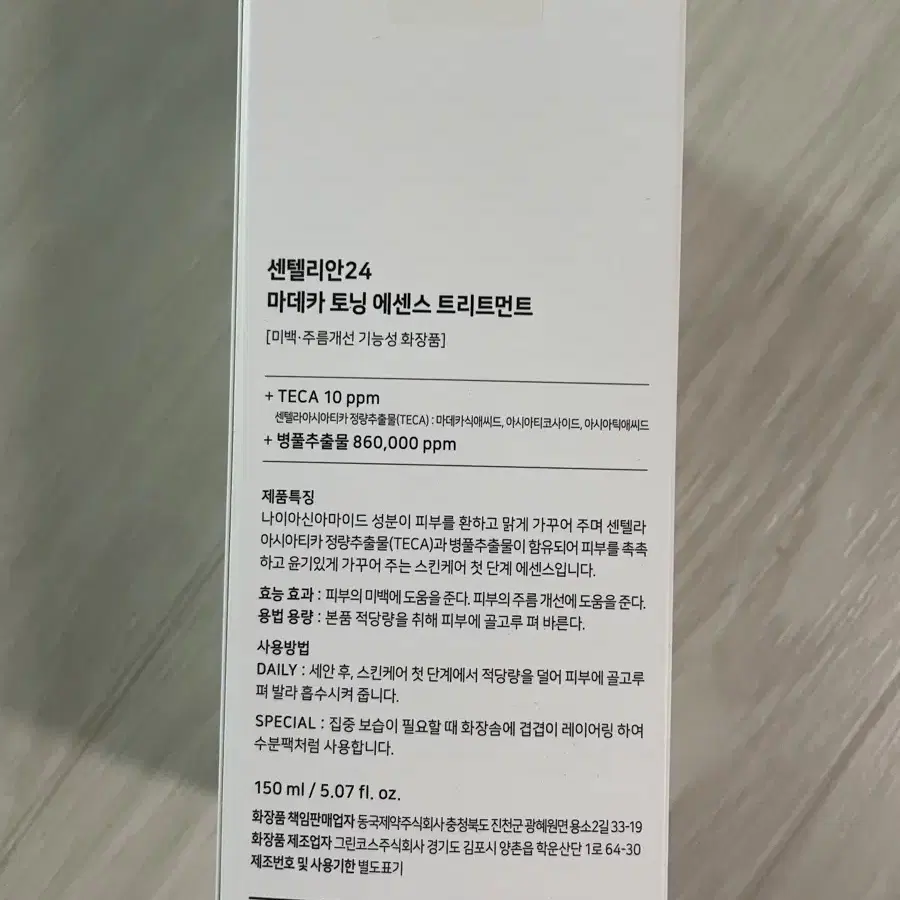 센텔리안24
마데카 토닝 에센스 트리트먼트
[미백·주름개선 기능성 화장품]
+ TECA 10 ppm
센텔라아시아티카 정량추출물(TECA) : 마데카식애씨드, 아시아티코사이드, 아시아틱애씨드
+ 병풀추출물 860,000 ppm
제품특징
나이아신아마이드 성분이 피부를 환하고 맑게 가꾸어 주며 센텔라
아시아티카 정량추출물(TECA)과 병풀추출물이 함유되어 피부를 촉촉
하고 윤기있게 가꾸어 주는 스킨케어 첫 단계 에센스입니다.
효능 효과 : 피부의 미백에 도움을 준다. 피부의 주름 개선에 도움을 준다.
용법 용량 : 본품 적당량을 취해 피부에 골고루 펴 바른다.
사용방법
DAILY : 세안 후, 스킨케어 첫 단계에서 적당량을 덜어 피부에 골고루
펴 발라 흡수시켜 줍니다.
SPECIAL : 집중 보습이 필요할 때 화장솜에 겹겹이 레이어링 하여
수분팩처럼 사용합니다.
150 ml / 5.07 fl. oz.
화장품 책임판매업자 동국제약주식회사 충청북도 진천군 광혜원면 용소2길 33-19
화장품 제조업자 그린코스주식회사 경기도 김포시 양촌읍 학운산단 1로 64-30
제조번호 및 사용기한 별도표기